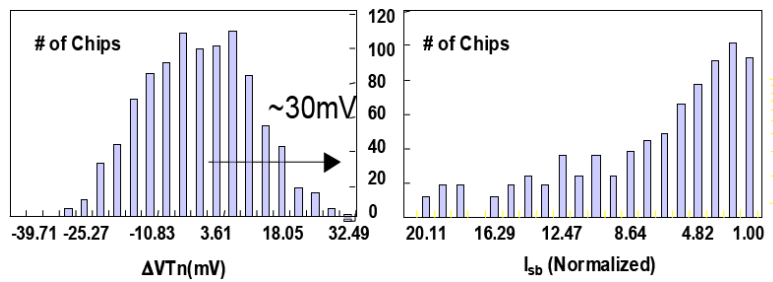 # of Chips
~30mV
-39.71 -25.27 -10.83 3.61 18.05 32.49
ΔVTn(mV)
120
100
80
60
40
20
0
# of Chips
20.11 16.29 12.47 8.64 4.82 1.00
Isb (Normalized)